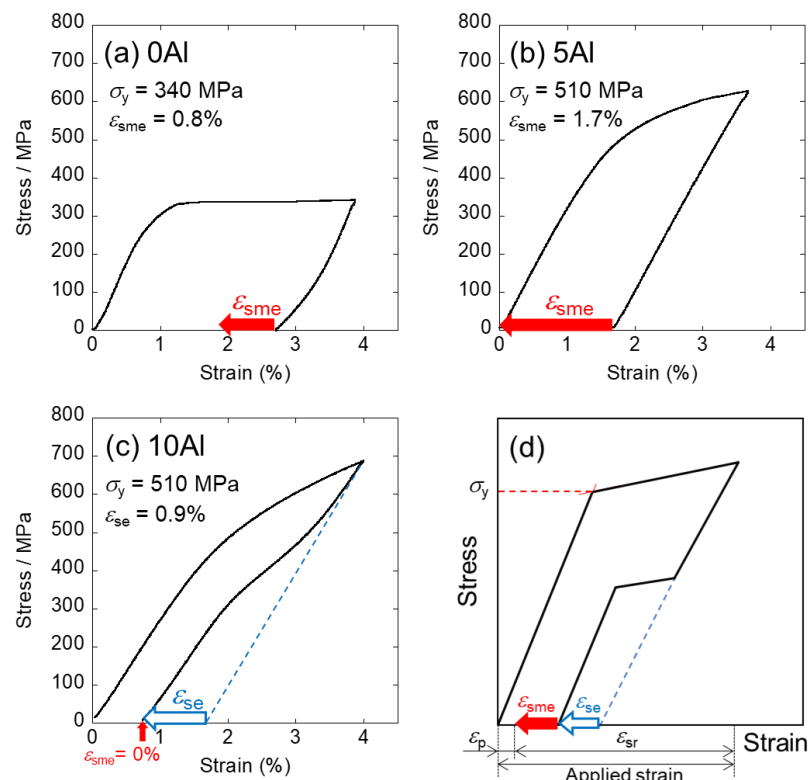 (a) 0Al
σy = 340 MPa
εsme = 0.8%
800
700
600
500
400
300
200
100
0
Stress / MPa
εsme
0 1 2 3 4
Strain (%)
(b) 5Al
σy = 510 MPa
εsme = 1.7%
800
700
600
500
400
300
200
100
0
Stress / MPa
εsme
0 1 2 3 4
Strain (%)
(c) 10Al
σy = 510 MPa
εse = 0.9%
800
700
600
500
400
300
200
100
0
Stress / MPa
εse
0 1 2 3 4
εsme= 0%
Strain (%)
(d)
σy
Stress
εsme
εse
εp
εsr
Strain
Applied strain